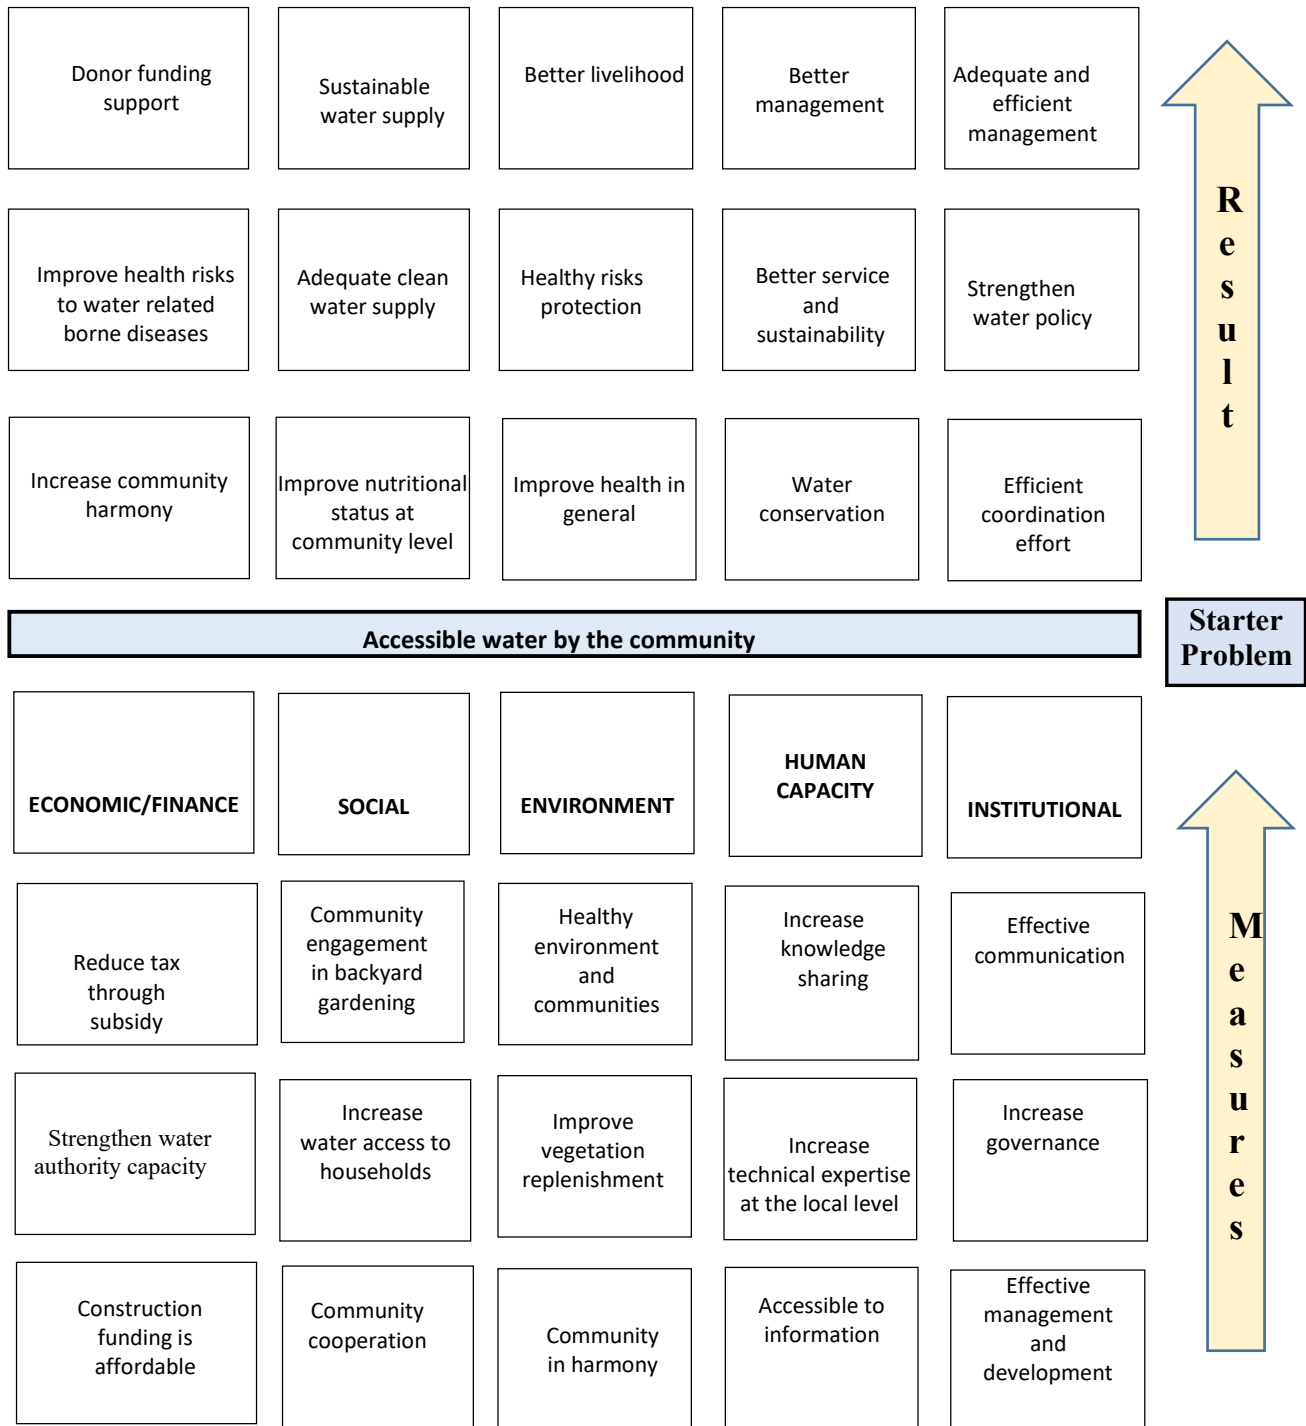 Donor funding
support
Sustainable
water supply
Better livelihood
Better
management
Adequate and
efficient
management
Improve health risks
to water related
borne diseases
Adequate clean
water supply
Healthy risks
protection
Better service
and
sustainability
Strengthen
water policy
Increase community
harmony
Improve nutritional
status at
community level
Improve health in
general
Water
conservation
Efficient
coordination
effort
R
e
s
u
l
t
Accessible water by the community
Starter
Problem
ECONOMIC/FINANCE
SOCIAL
ENVIRONMENT
HUMAN
CAPACITY
INSTITUTIONAL
Reduce tax
through
subsidy
Community
engagement
in backyard
gardening
Healthy
environment
and
communities
Increase
knowledge
sharing
Effective
communication
Strengthen water
authority capacity
Increase
water access to
households
Improve
vegetation
replenishment
Increase
technical expertise
at the local level
Increase
governance
Construction
funding is
affordable
Community
cooperation
Community
in harmony
Accessible to
information
Effective
management
and
development
M
e
a
s
u
r
e
s